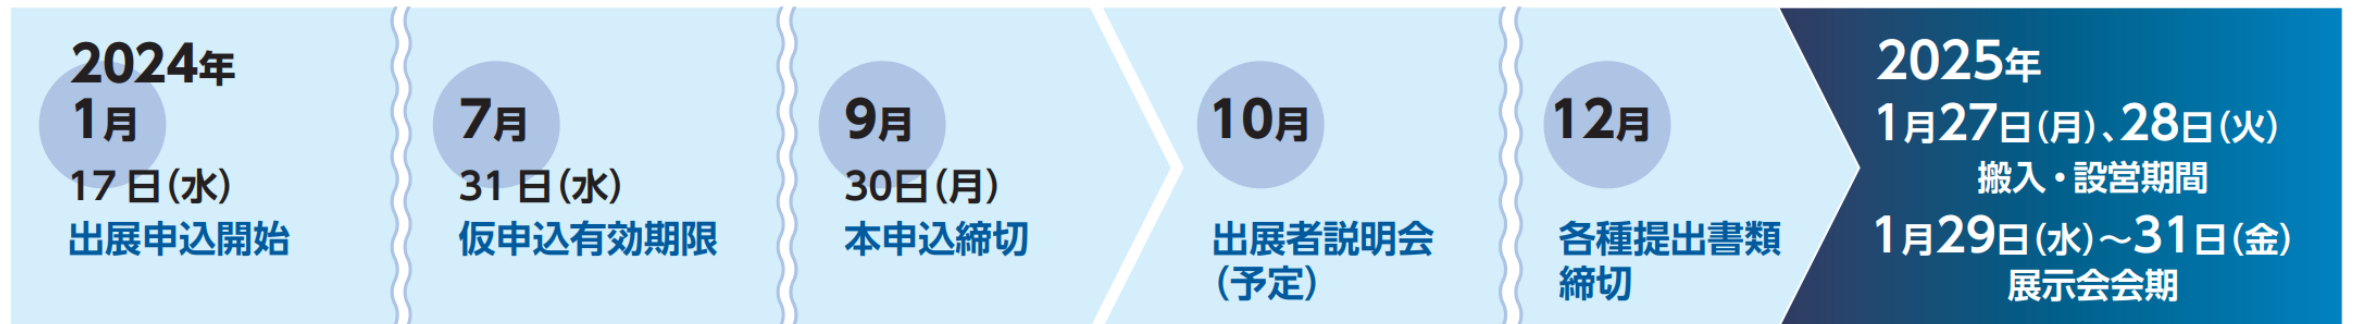 2024年
1月
17日(水)
出展申込開始
7月
31日(水)
仮申込有効期限
9月
30日(月)
本申込締切
10月
出展者説明会
(予定)
12月
各種提出書類
締切
2025年
1月27日(月)、28日(火)
搬入・設営期間
1月29日(水)～31日(金)
展示会会期